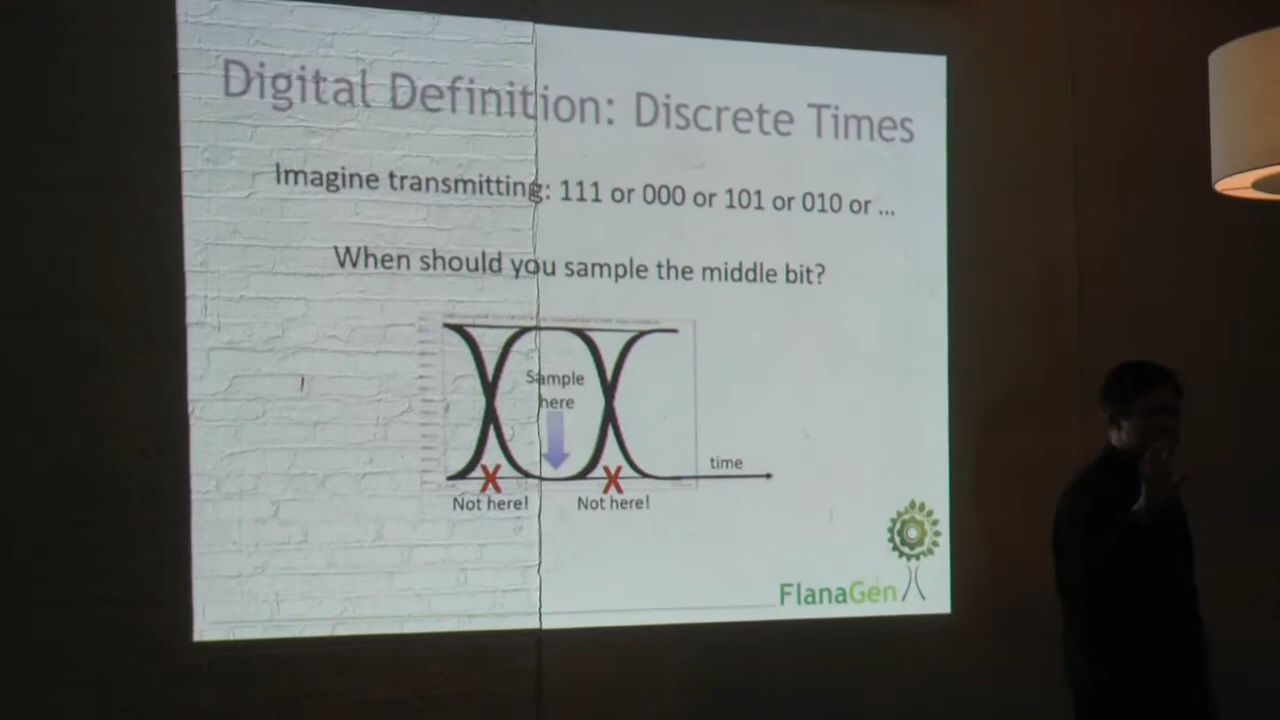 Digital Definition: Discrete Times
Imagine transmitting: 111 or 000 or 101 or 010 or ...
When should you sample the middle bit?
Sample
here
time
X X
Not here! Not here!
FlanaGen